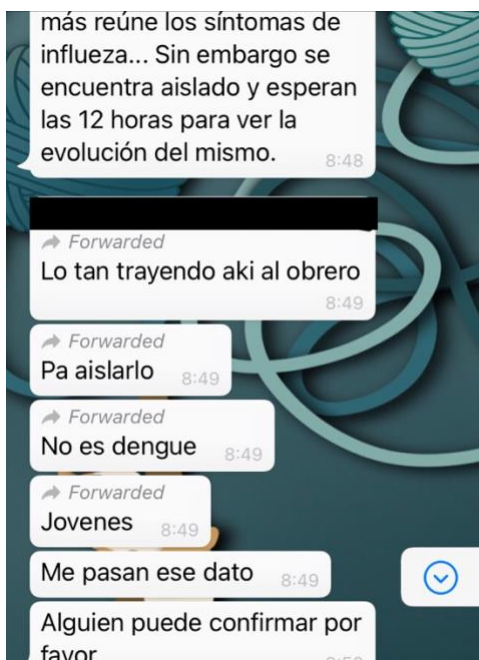 más reúne los síntomas de
influeza... Sin embargo se
encuentra aislado y esperan
las 12 horas para ver la
evolución del mismo. 8:48
Forwarded
Lo tan trayendo aki al obrero
8:49
Forwarded
Pa aislarlo 8:49
Forwarded
No es dengue 8:49
Forwarded
Jovenes 8:49
Me pasan ese dato 8:49
Alguien puede confirmar por
favor